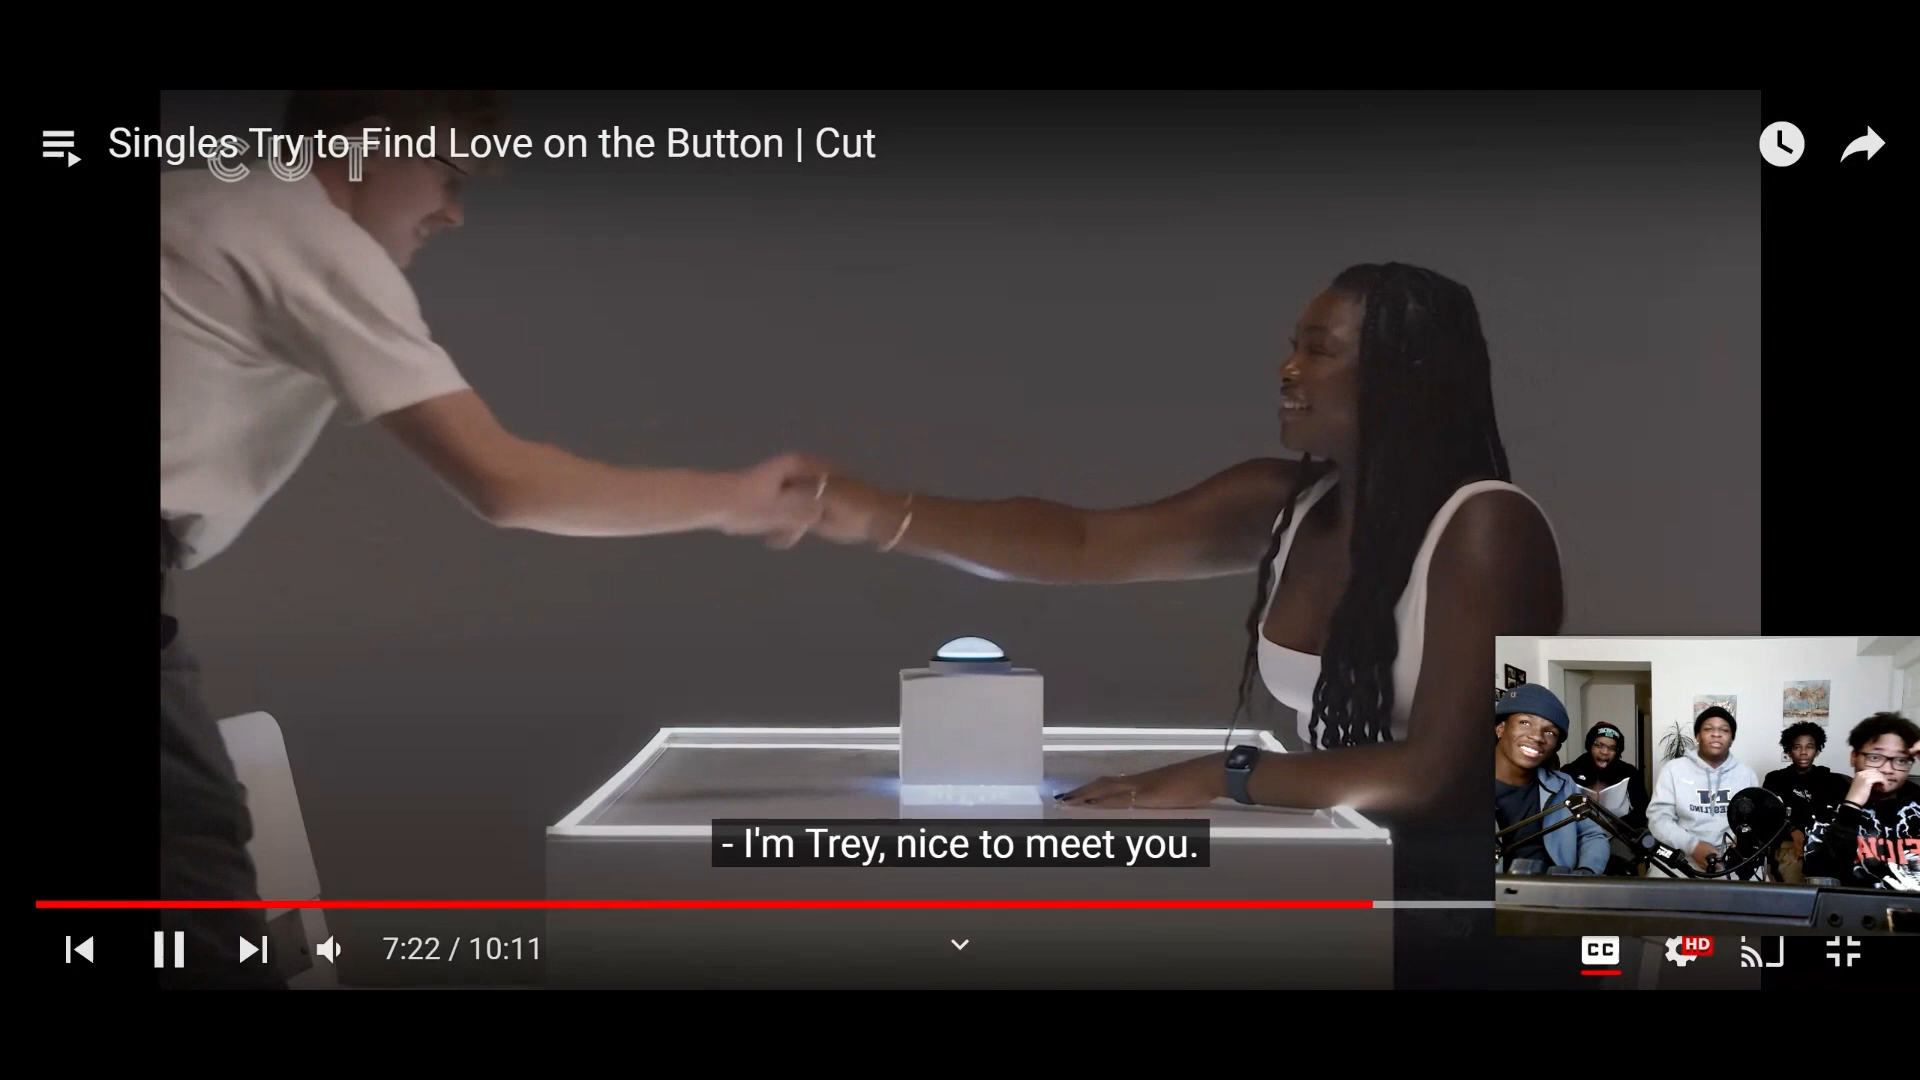 Singles Try to Find Love on the Button | Cut
CUT
- I'm Trey, nice to meet you.
7:22 / 10:11
CC
HD